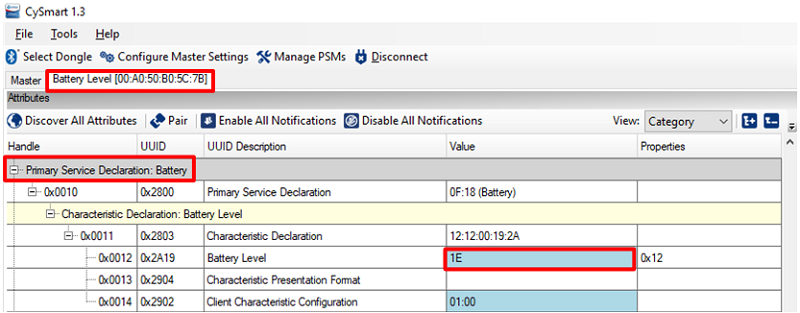 CySmart 1.3
File Tools Help
Select Dongle Configure Master Settings Manage PSMs Disconnect
Master Battery Level [00:A0:50:B0:5C:7B]
Attributes
Discover All Attributes Pair Enable All Notifications Disable All Notifications View: Category
Handle UUID UUID Description Value Properties
Primary Service Declaration: Battery
0x0010 0x2800 Primary Service Declaration 0F:18 (Battery)
Characteristic Declaration: Battery Level
0x0011 0x2803 Characteristic Declaration 12:12:00:19:2A
0x0012 0x2A19 Battery Level 1E 0x12
0x0013 0x2904 Characteristic Presentation Format
0x0014 0x2902 Client Characteristic Configuration 01:00